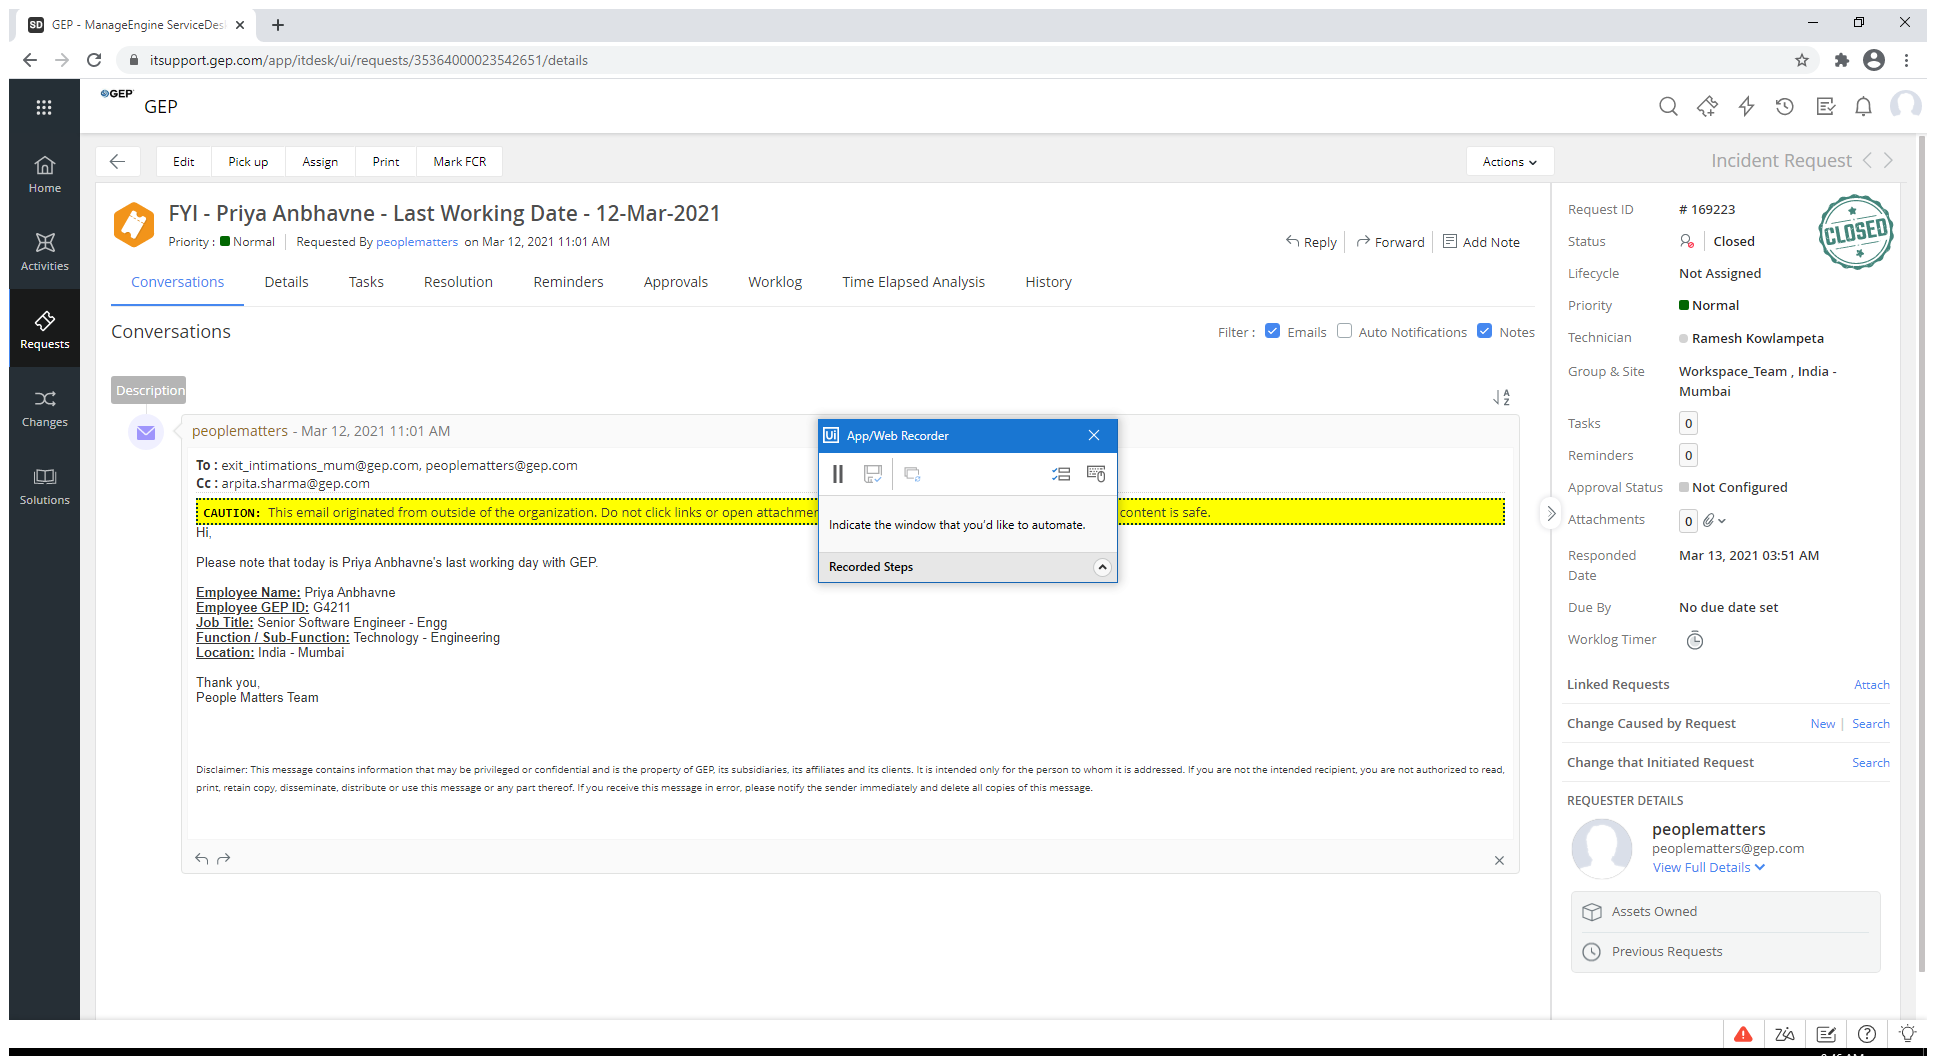 GEP - ManageEngine ServiceDes
itsupport.gep.com/app/itdesk/ui/requests/35364000023542651/details
GEP
GEP
Home
Activities
Requests
Changes
Solutions
Edit
Pick up
Assign
Print
Mark FCR
Actions
Incident Request
FYI - Priya Anbhavne - Last Working Date - 12-Mar-2021
Priority : Normal Requested By peoplematters on Mar 12, 2021 11:01 AM
Reply
Forward
Add Note
Conversations
Details
Tasks
Resolution
Reminders
Approvals
Worklog
Time Elapsed Analysis
History
Conversations
Filter : Emails Auto Notifications Notes
Description
peoplematters - Mar 12, 2021 11:01 AM
To : exit_intimations_mum@gep.com, peoplematters@gep.com
Cc : arpita.sharma@gep.com
CAUTION: This email originated from outside of the organization. Do not click links or open attachmen
content is safe.
Hi,
Please note that today is Priya Anbhavne's last working day with GEP.
Employee Name: Priya Anbhavne
Employee GEP ID: G4211
Job Title: Senior Software Engineer - Engg
Function / Sub-Function: Technology - Engineering
Location: India - Mumbai
Thank you,
People Matters Team
Disclaimer: This message contains information that may be privileged or confidential and is the property of GEP, its subsidiaries, its affiliates and its clients. It is intended only for the person to whom it is addressed. If you are not the intended recipient, you are not authorized to read,
print, retain copy, disseminate, distribute or use this message or any part thereof. If you receive this message in error, please notify the sender immediately and delete all copies of this message.
Ui App/Web Recorder
Indicate the window that you'd like to automate.
Recorded Steps
Request ID # 169223
Status Closed
CLOSED
Lifecycle Not Assigned
Priority Normal
Technician Ramesh Kowlampeta
Group & Site Workspace_Team , India -
Mumbai
Tasks 0
Reminders 0
Approval Status Not Configured
Attachments 0
Responded Mar 13, 2021 03:51 AM
Date
Due By No due date set
Worklog Timer
Linked Requests Attach
Change Caused by Request New | Search
Change that Initiated Request Search
REQUESTER DETAILS
peoplematters
peoplematters@gep.com
View Full Details
Assets Owned
Previous Requests